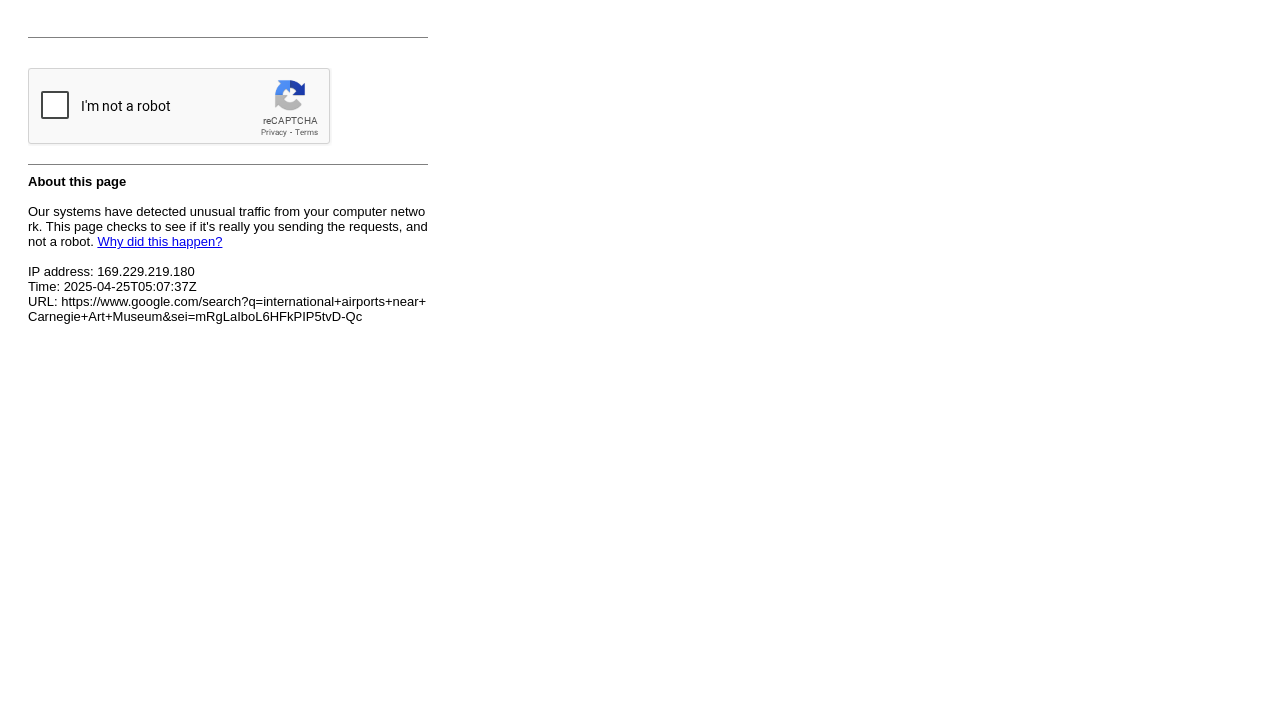 I'm not a robot
reCAPTCHA
Privacy - Terms
About this page
Our systems have detected unusual traffic from your computer netwo
rk. This page checks to see if it's really you sending the requests, and
not a robot. Why did this happen?
IP address: 169.229.219.180
Time: 2025-04-25T05:07:37Z
URL: https://www.google.com/search?q=international+airports+near+
Carnegie+Art+Museum&sei=mRgLaIboL6HFkPIP5tvD-Qc